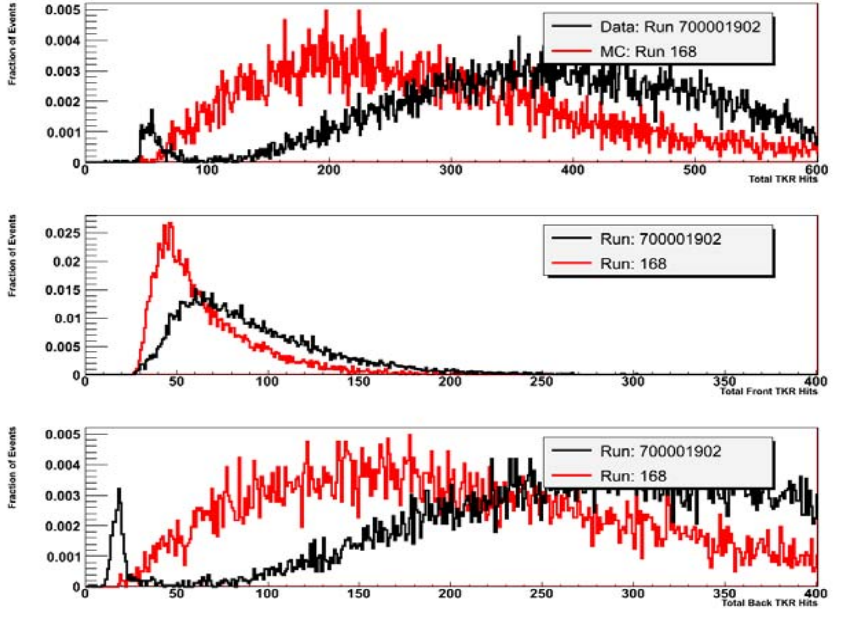 Fraction of Events
0.005
0.004
0.003
0.002
0.001
0
Data: Run 700001902
MC: Run 168
100 200 300 400 500 600
Total TKR Hits
Fraction of Events
0.025
0.02
0.015
0.01
0.005
0
Run: 700001902
Run: 168
0 50 100 150 200 250 300 350 400
Total Front TKR Hits
Fraction of Events
0.005
0.004
0.003
0.002
0.001
0
Run: 700001902
Run: 168
0 50 100 150 200 250 300 350 400
Total Back TKR Hits